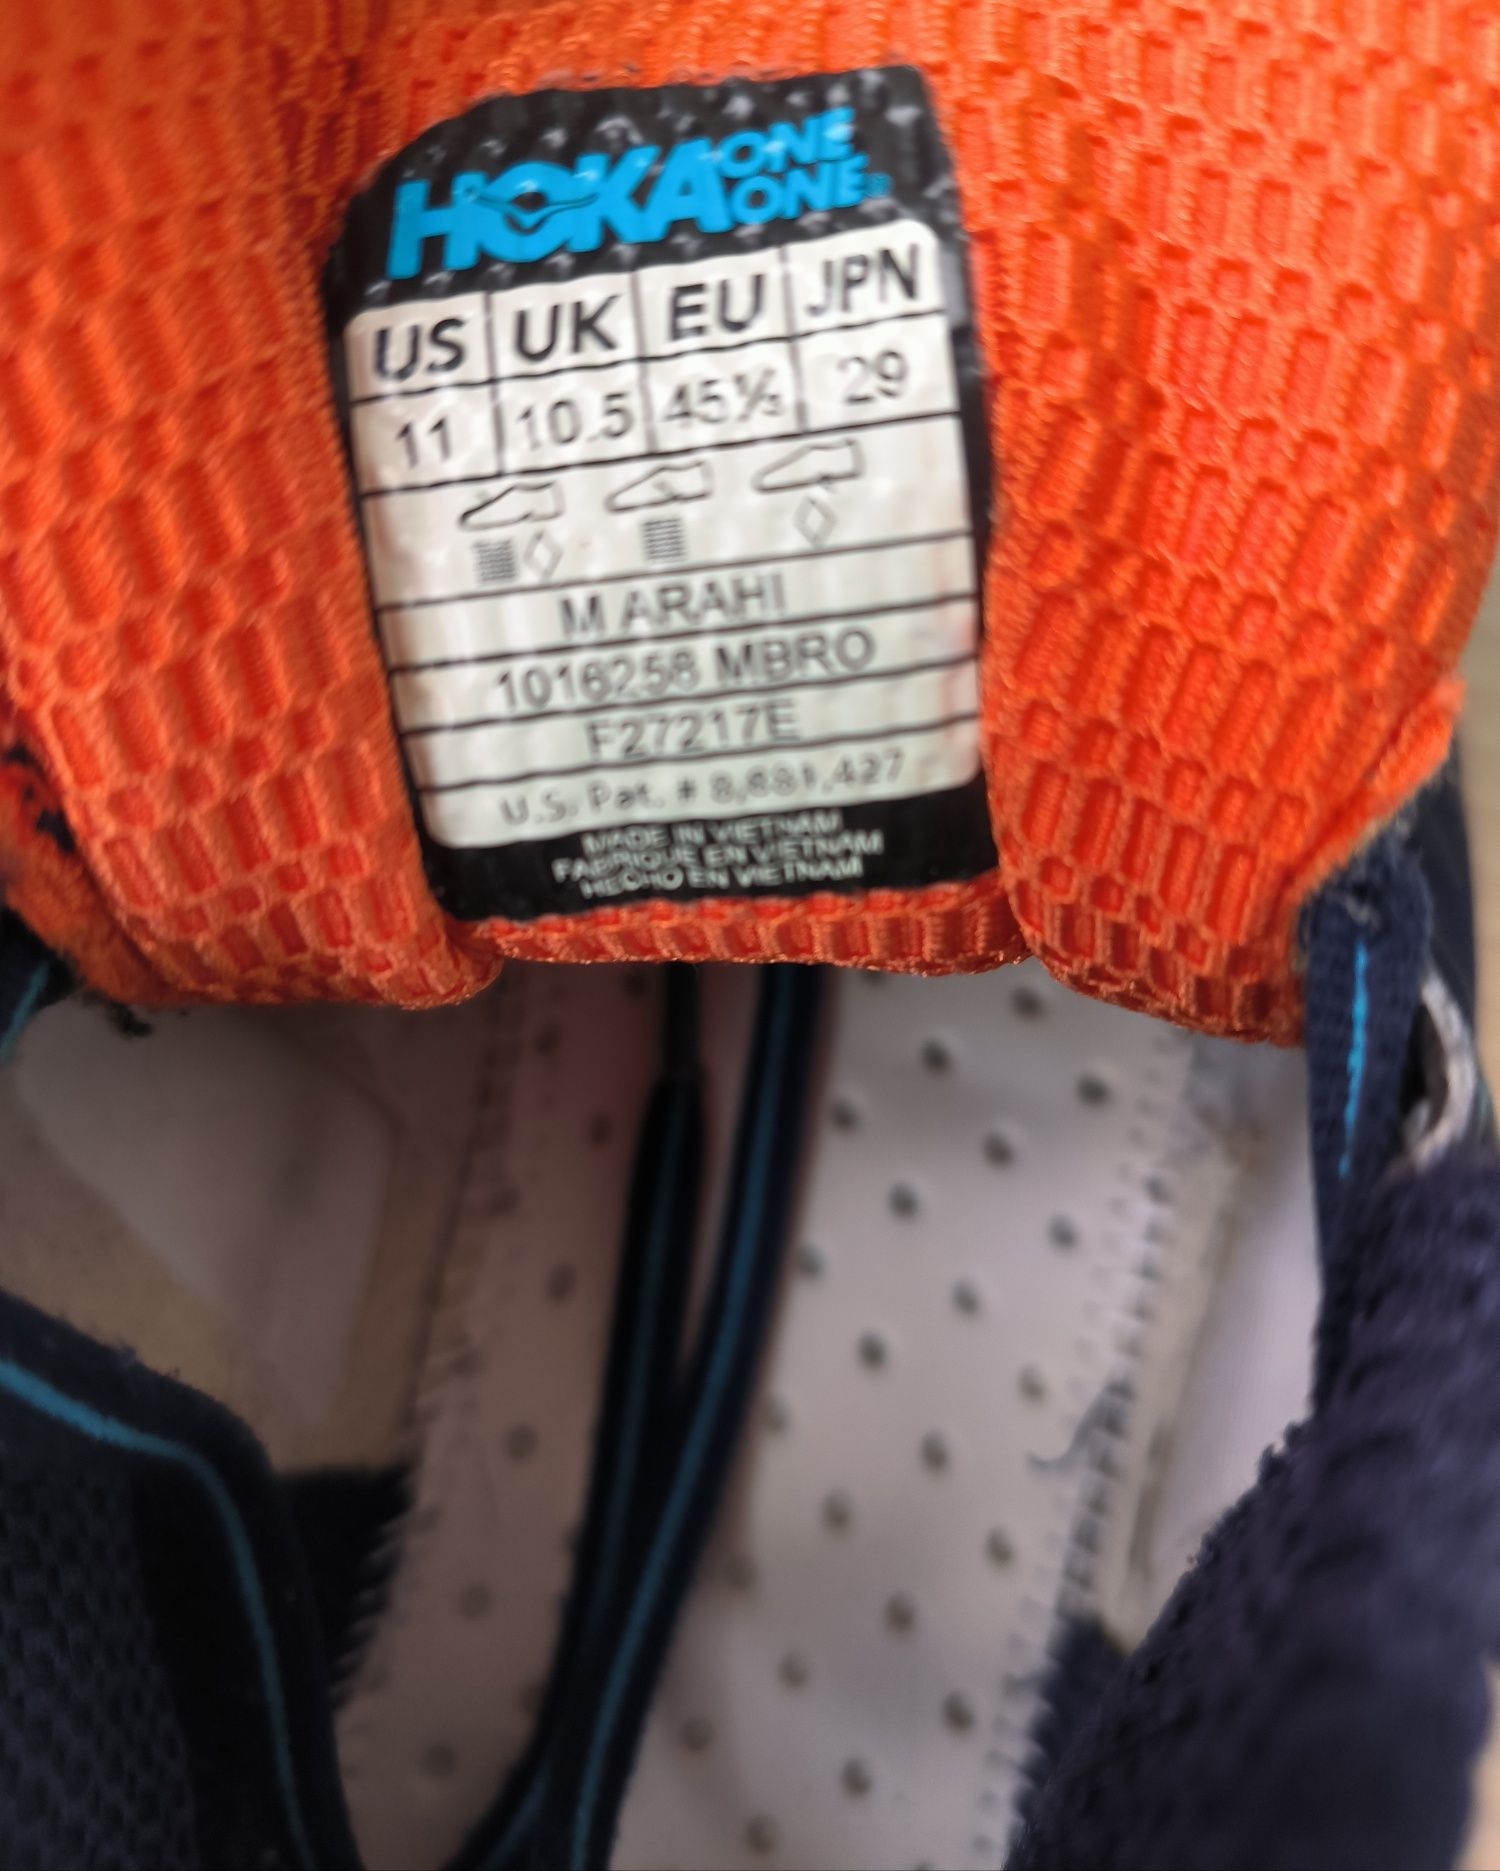 HOKA ONE ONE®
US UK EU JPN
11 10.5 45⅓ 29
M ARAHI
1016258 MBRO
F27217E
U.S. Pat. # 8,681,427
MADE IN VIETNAM
FABRIQUE EN VIETNAM
HECHO EN VIETNAM